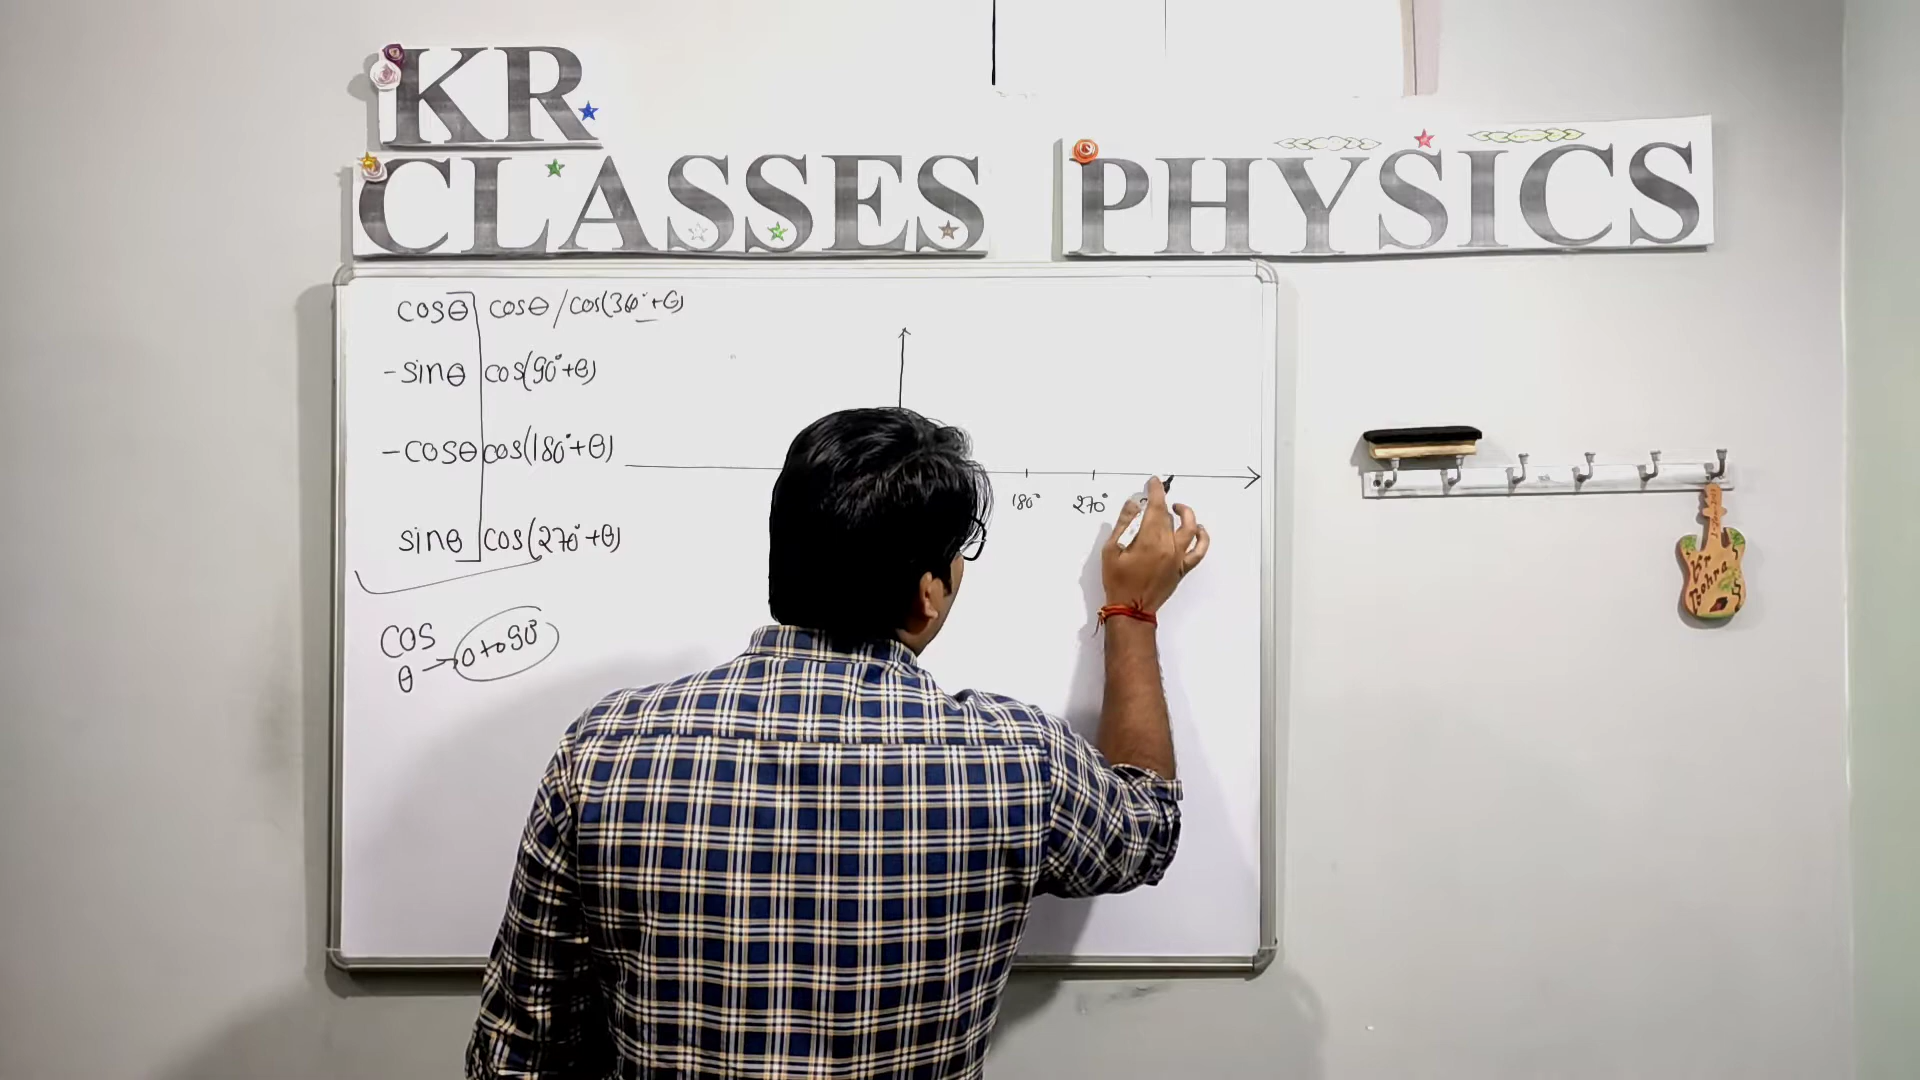 KR
CLASSES PHYSICS
cosθ cosθ/cos(360°+θ)
-sinθ cos(90°+θ)
-cosθ cos(180°+θ)
sinθ cos(270°+θ)
180° 270°
cos
θ → 0 to 90°